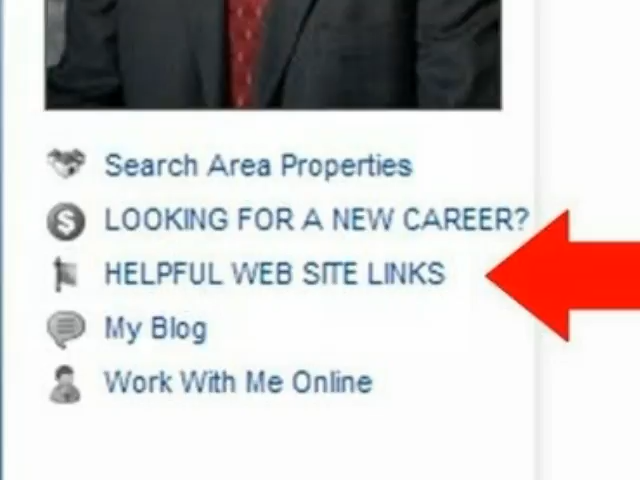 Search Area Properties
LOOKING FOR A NEW CAREER?
HELPFUL WEB SITE LINKS
My Blog
Work With Me Online